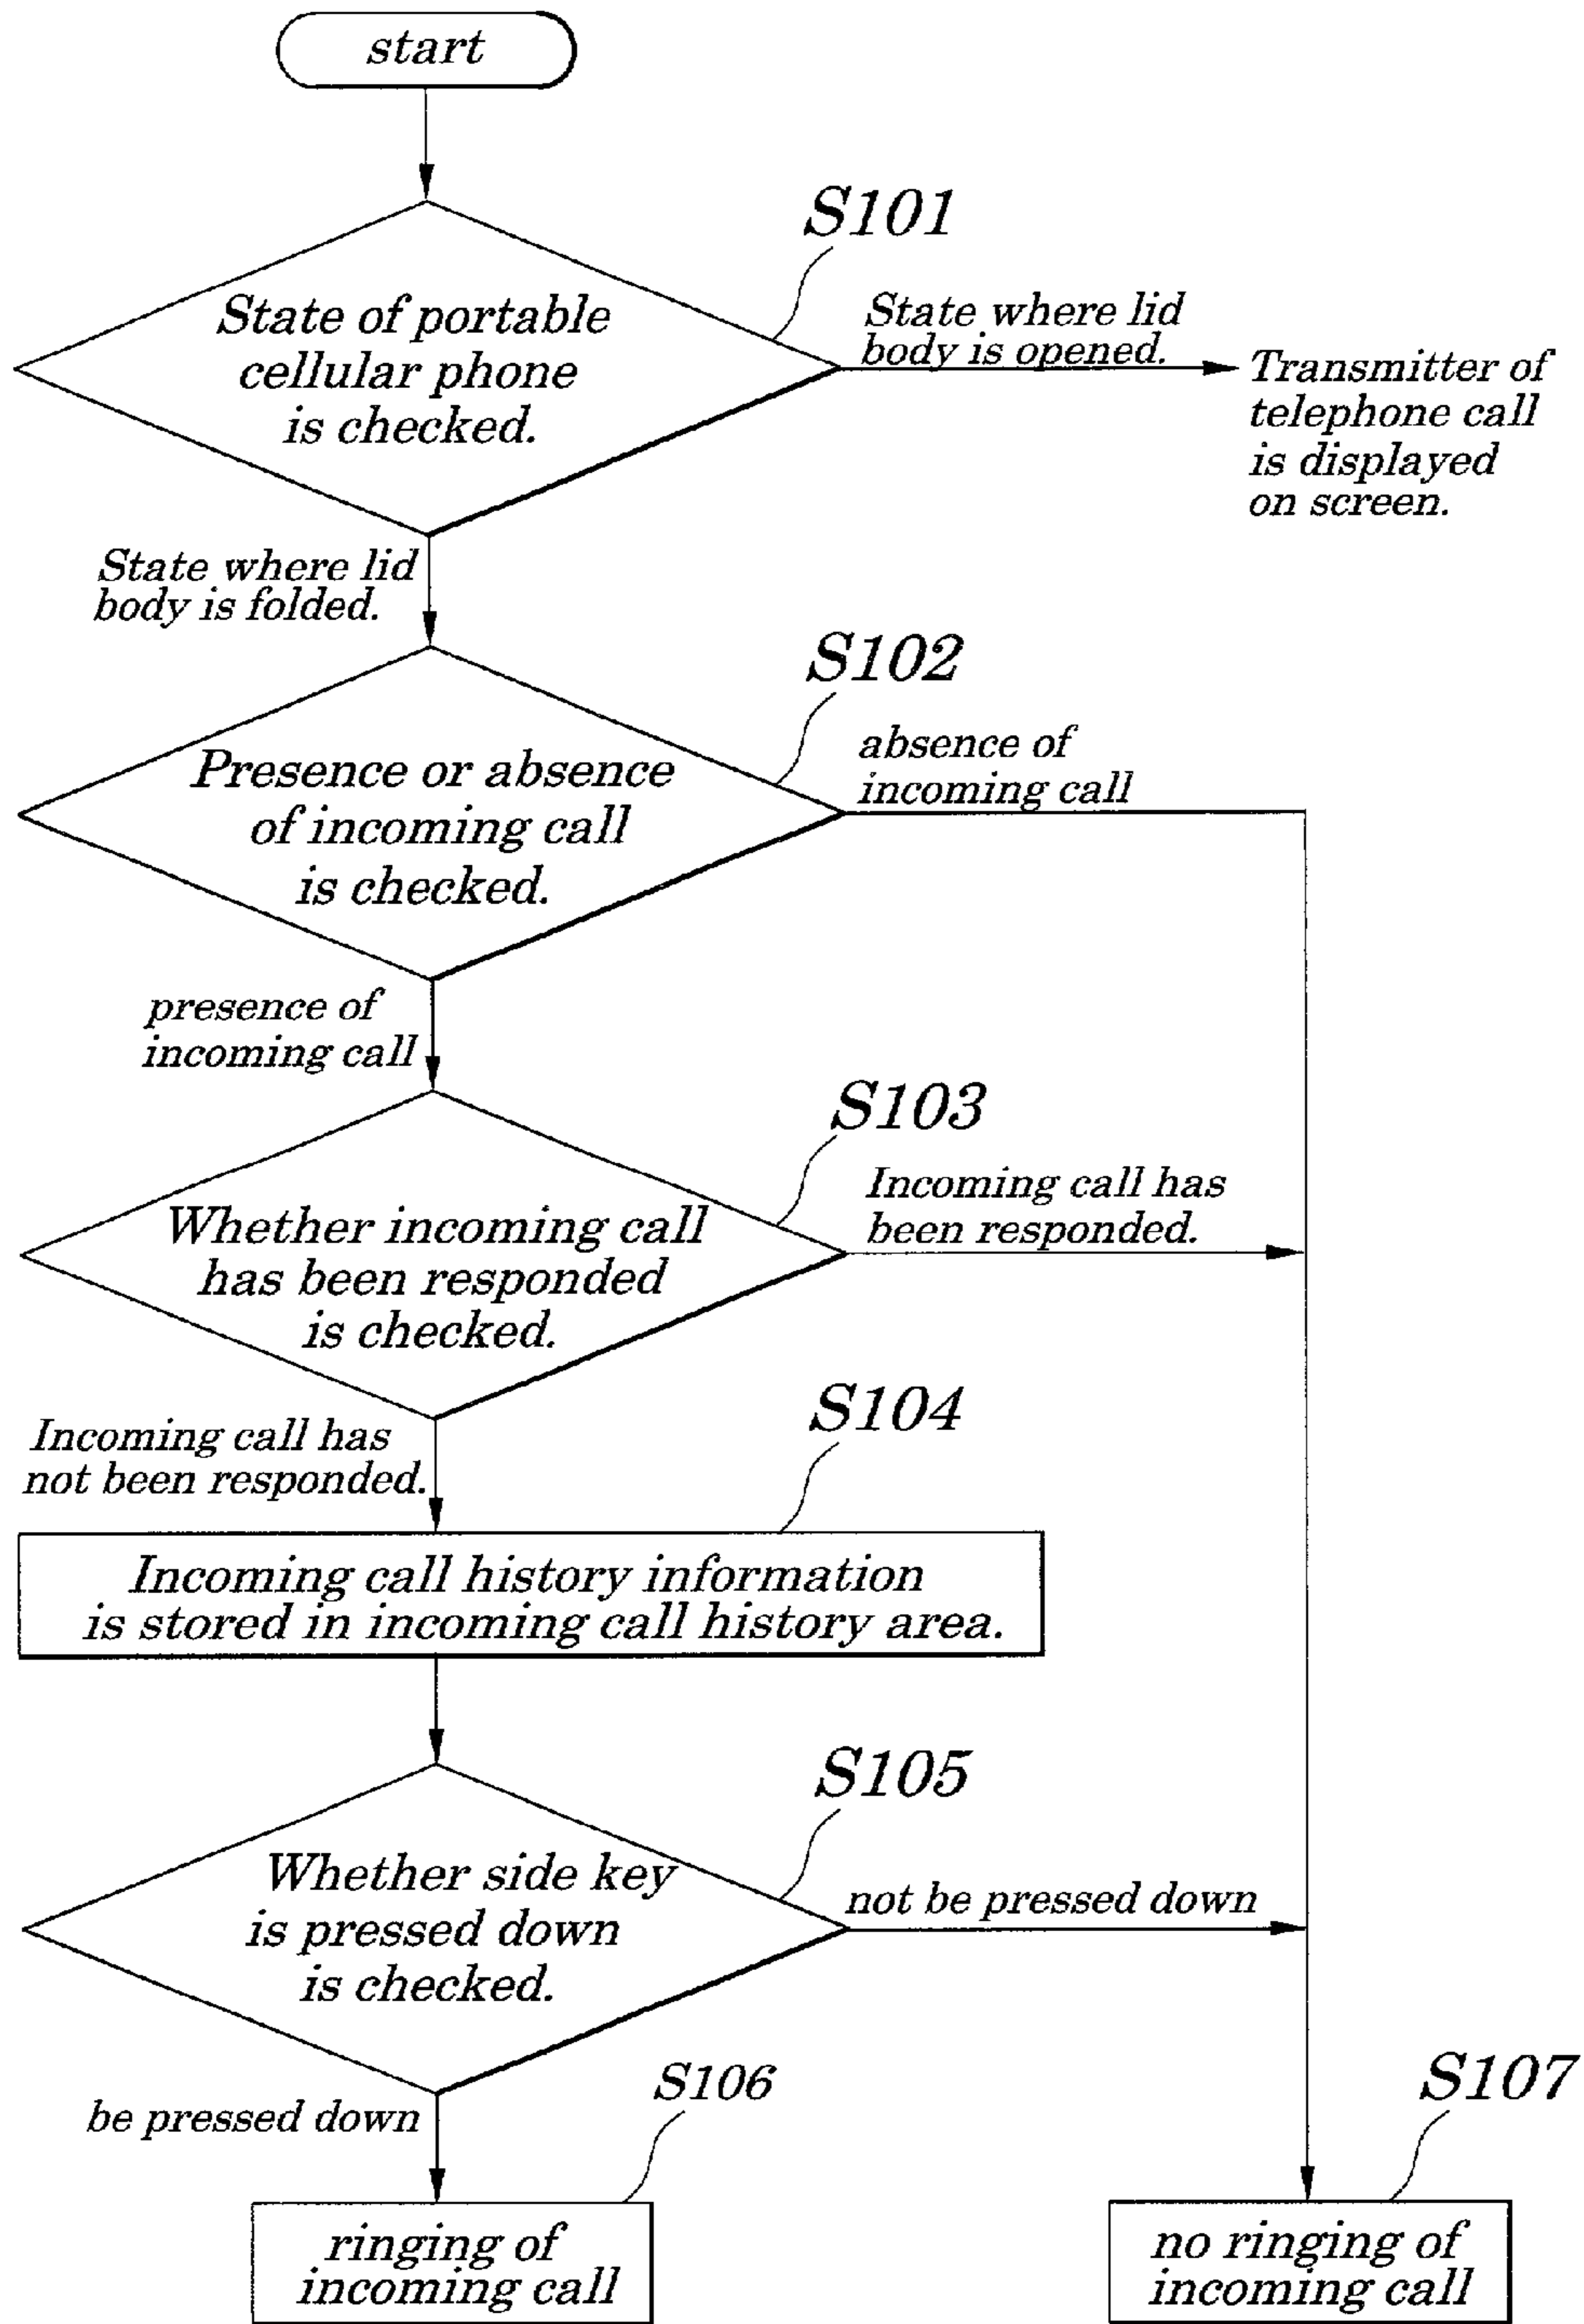 start
S101
State of portable
cellular phone
is checked.
State where lid
body is opened.
Transmitter of
telephone call
is displayed
on screen.
State where lid
body is folded.
S102
Presence or absence
of incoming call
is checked.
absence of
incoming call
presence of
incoming call
S103
Whether incoming call
has been responded
is checked.
Incoming call has
been responded.
Incoming call has
not been responded.
S104
Incoming call history information
is stored in incoming call history area.
S105
Whether side key
is pressed down
is checked.
not be pressed down
be pressed down
S106
ringing of
incoming call
S107
no ringing of
incoming call